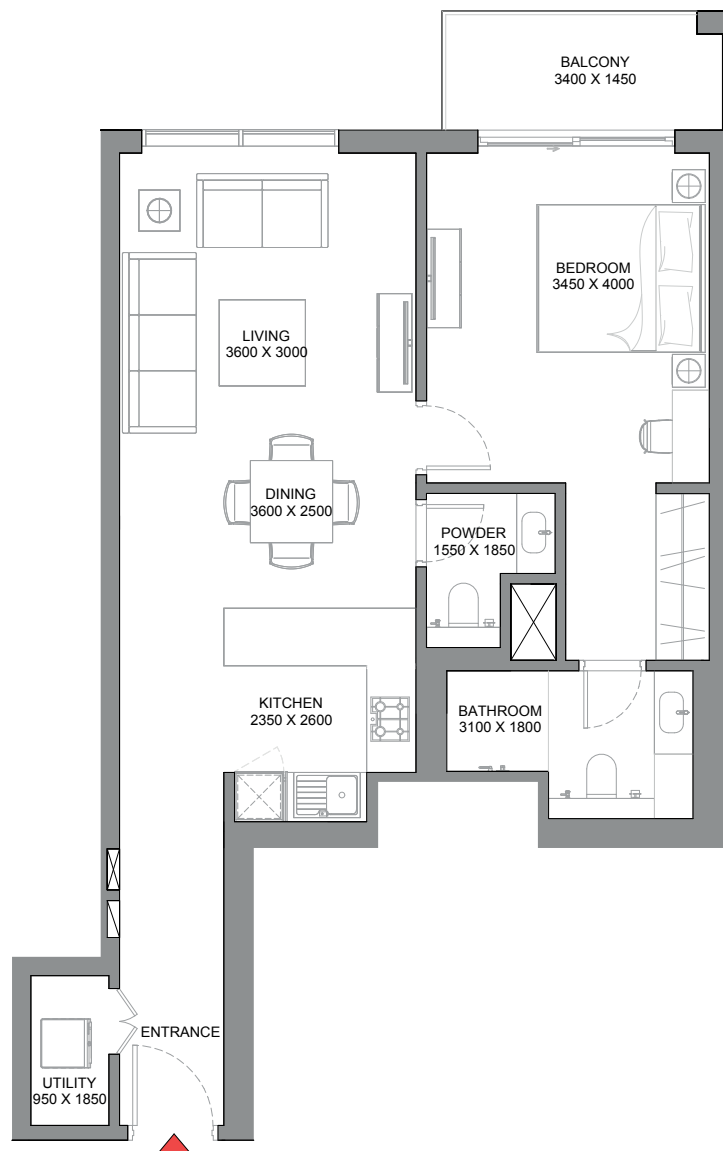 BALCONY
3400 X 1450
BEDROOM
3450 X 4000
LIVING
3600 X 3000
DINING
3600 X 2500
POWDER
1550 X 1850
KITCHEN
2350 X 2600
BATHROOM
3100 X 1800
ENTRANCE
UTILITY
950 X 1850